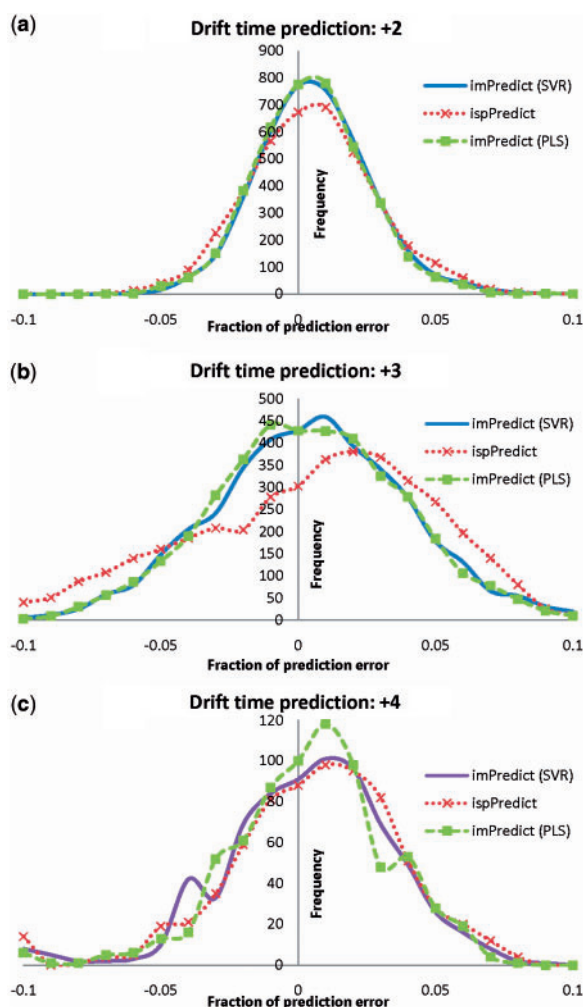 (a)
Drift time prediction: +2
900
800
700
600
500
400
300
200
100
0
Frequency
imPredict (SVR)
ispPredict
imPredict (PLS)
-0.1 -0.05 0 0.05 0.1
Fraction of prediction error
(b)
Drift time prediction: +3
500
450
400
350
300
250
200
150
100
50
0
Frequency
imPredict (SVR)
ispPredict
imPredict (PLS)
-0.1 -0.05 0 0.05 0.1
Fraction of prediction error
(c)
Drift time prediction: +4
120
100
80
60
40
20
0
Frequency
imPredict (SVR)
ispPredict
imPredict (PLS)
-0.1 -0.05 0 0.05 0.1
Fraction of prediction error